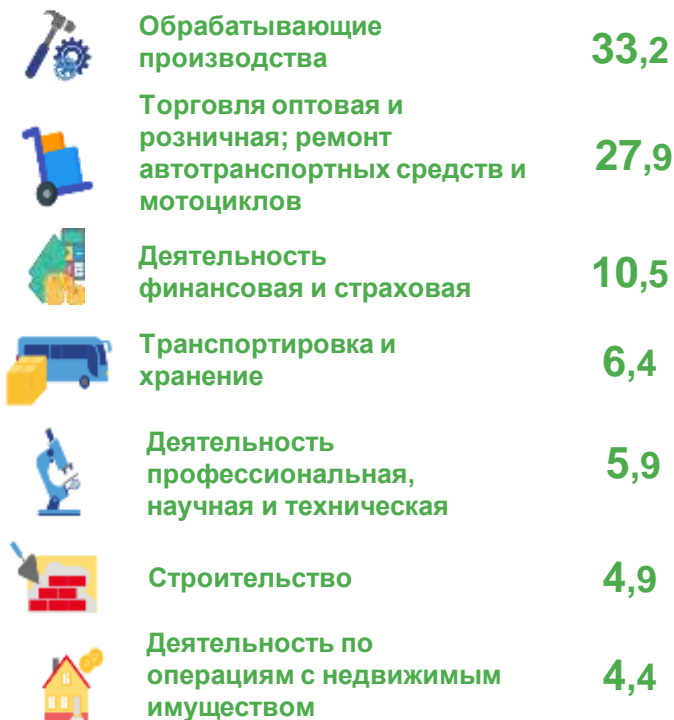 Обрабатывающие
производства
33,2
Торговля оптовая и
розничная; ремонт
автотранспортных средств и
мотоциклов
27,9
Деятельность
финансовая и страховая
10,5
Транспортировка и
хранение
6,4
Деятельность
профессиональная,
научная и техническая
5,9
Строительство
4,9
Деятельность по
операциям с недвижимым
имуществом
4,4